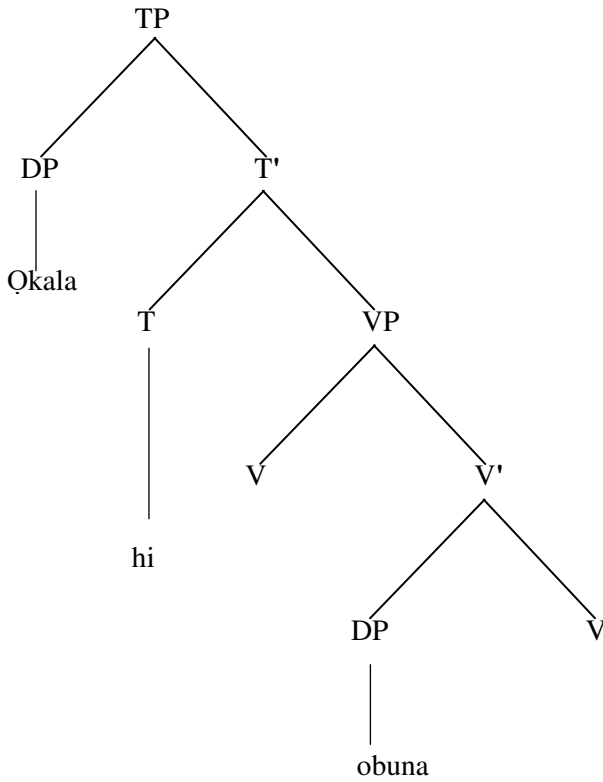 TP
DP T'
Ọkala
T VP
V V'
hi
DP V
obuna